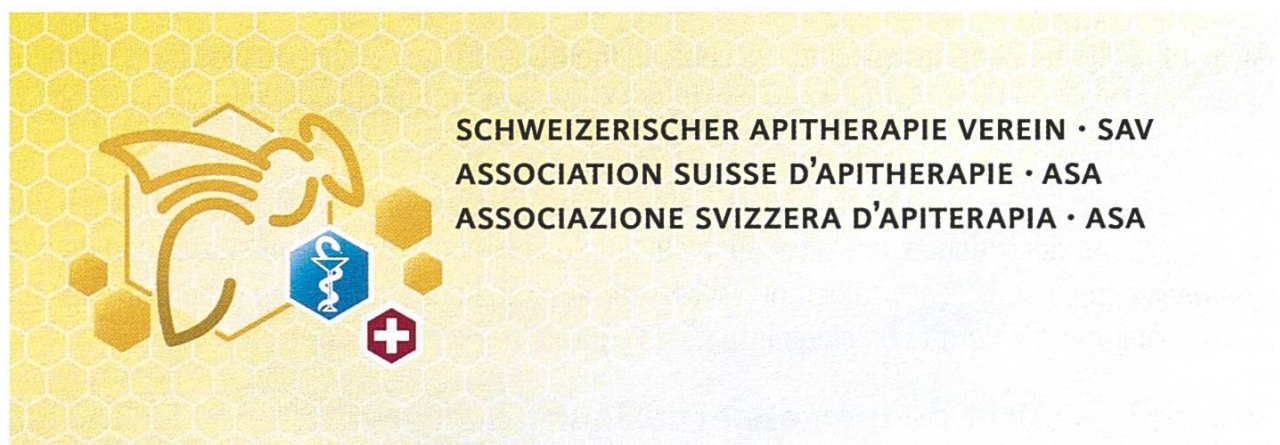 SCHWEIZERISCHER APITHERAPIE VEREIN · SAV
ASSOCIATION SUISSE D'APITHERAPIE · ASA
ASSOCIAZIONE SVIZZERA D'APITERAPIA · ASA